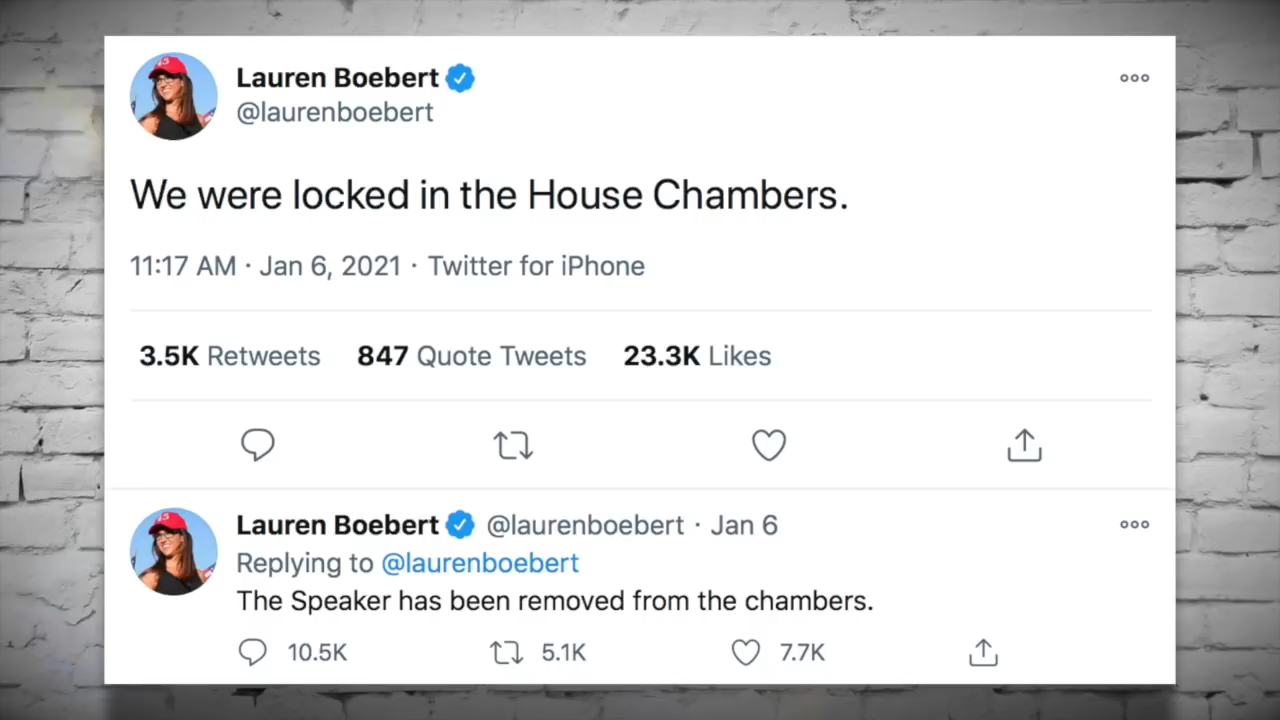 Lauren Boebert
@laurenboebert
We were locked in the House Chambers.
11:17 AM · Jan 6, 2021 · Twitter for iPhone
3.5K Retweets 847 Quote Tweets 23.3K Likes
Lauren Boebert @laurenboebert · Jan 6
Replying to @laurenboebert
The Speaker has been removed from the chambers.
10.5K 5.1K 7.7K